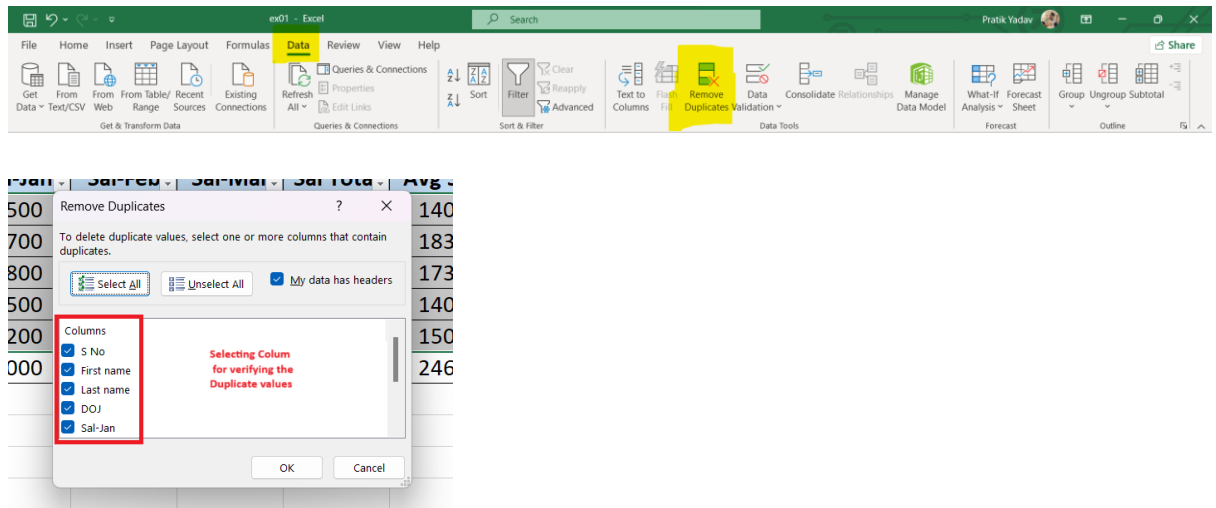 ex01 - Excel
Search
Pratik Yadav
File Home Insert Page Layout Formulas Data Review View Help
Share
Get Data
From Text/CSV
From Web
From Table/ Range
Recent Sources
Existing Connections
Get & Transform Data
Refresh All
Queries & Connections
Properties
Edit Links
Queries & Connections
Sort
Filter
Clear
Reapply
Advanced
Sort & Filter
Text to Columns
Flash Fill
Remove Duplicates
Data Validation
Consolidate
Relationships
Manage Data Model
Data Tools
What-If Analysis
Forecast Sheet
Forecast
Group
Ungroup
Subtotal
Outline
Sal-Feb
500 Remove Duplicates ? 140
700 To delete duplicate values, select one or more columns that contain 183
duplicates.
800 Select All Unselect All My data has headers 173
500 140
200 Columns 150
S No Selecting Colum
000 First name for verifying the 246
Last name Duplicate values
DOJ
Sal-Jan
OK Cancel